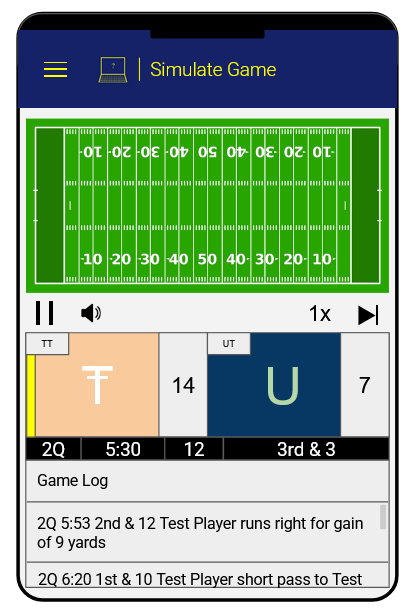 ?
Simulate Game
-10 -20 -30 -40 50 40- 30- 20- 10-
-10 -20 -30 -40 50 40- 30- 20- 10-
1x
TT
Ŧ
14
UT
U
7
2Q 5:30 12 3rd & 3
Game Log
2Q 5:53 2nd & 12 Test Player runs right for gain
of 9 yards
2Q 6:20 1st & 10 Test Player short pass to Test